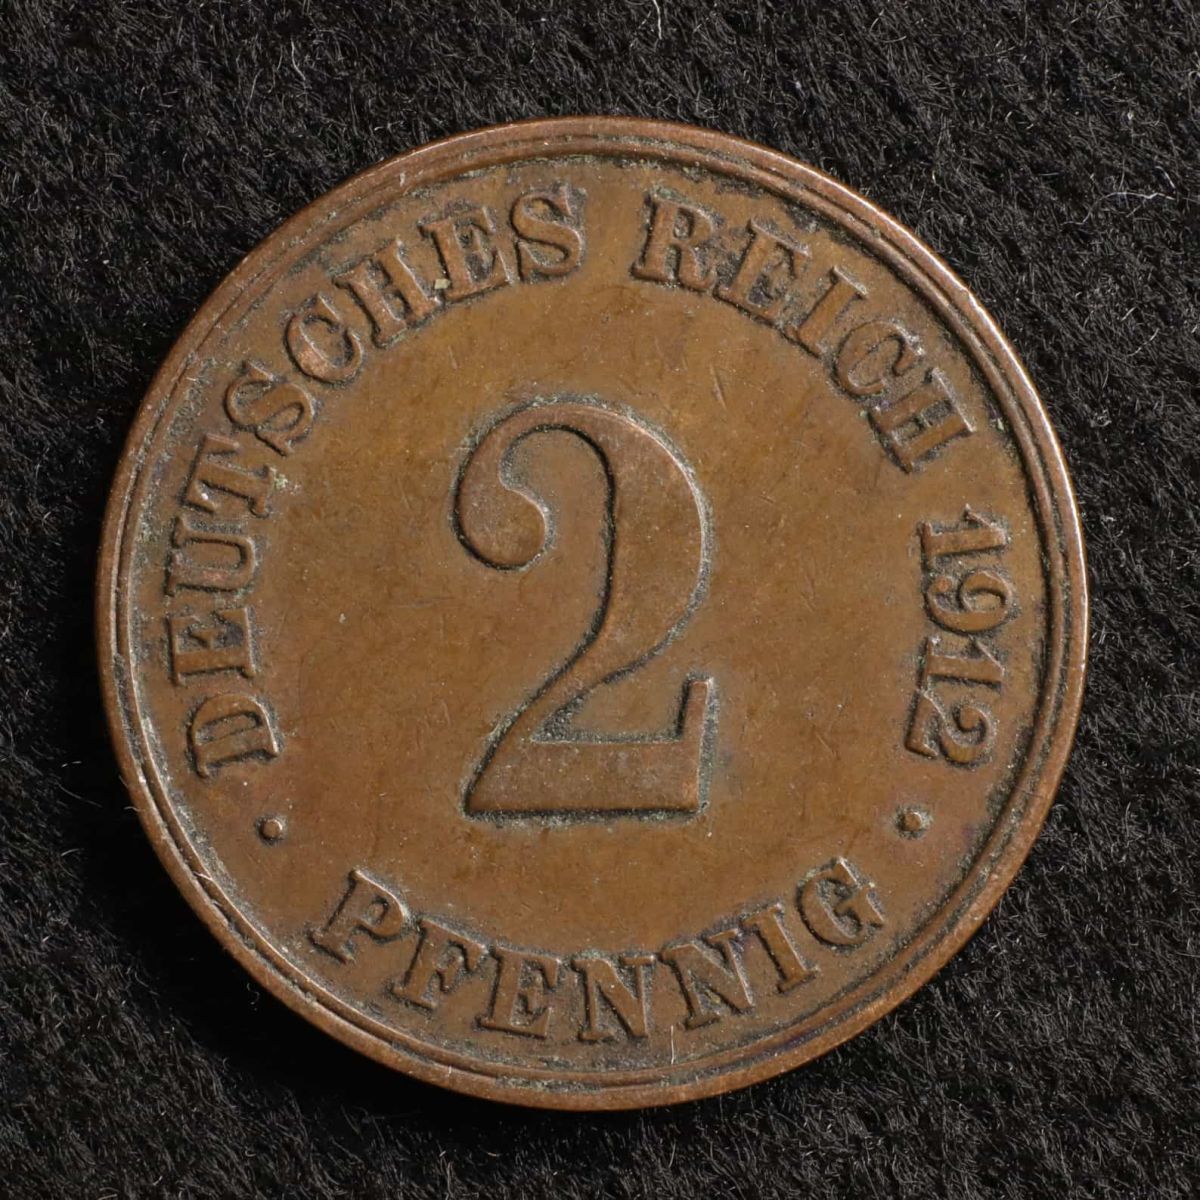 DEUTSCHES REICH 1912
2
PFENNIG